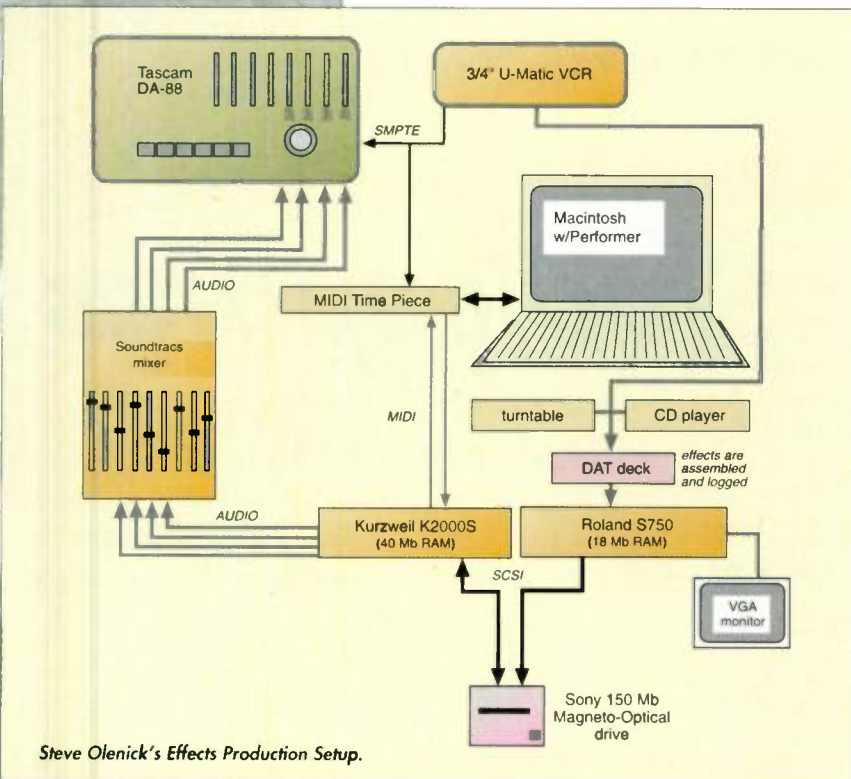 Tascam
DA-88
3/4" U-Matic VCR
SMPTE
Macintosh
w/Performer
MIDI Time Piece
AUDIO
Soundtracs
mixer
MIDI
turntable
CD player
DAT deck
effects are
assembled
and logged
AUDIO
Kurzweil K2000S
(40 Mb RAM)
Roland S750
(18 Mb RAM)
SCSI
VGA
monitor
Sony 150 Mb
Magneto-Optical
drive
Steve Olenick's Effects Production Setup.